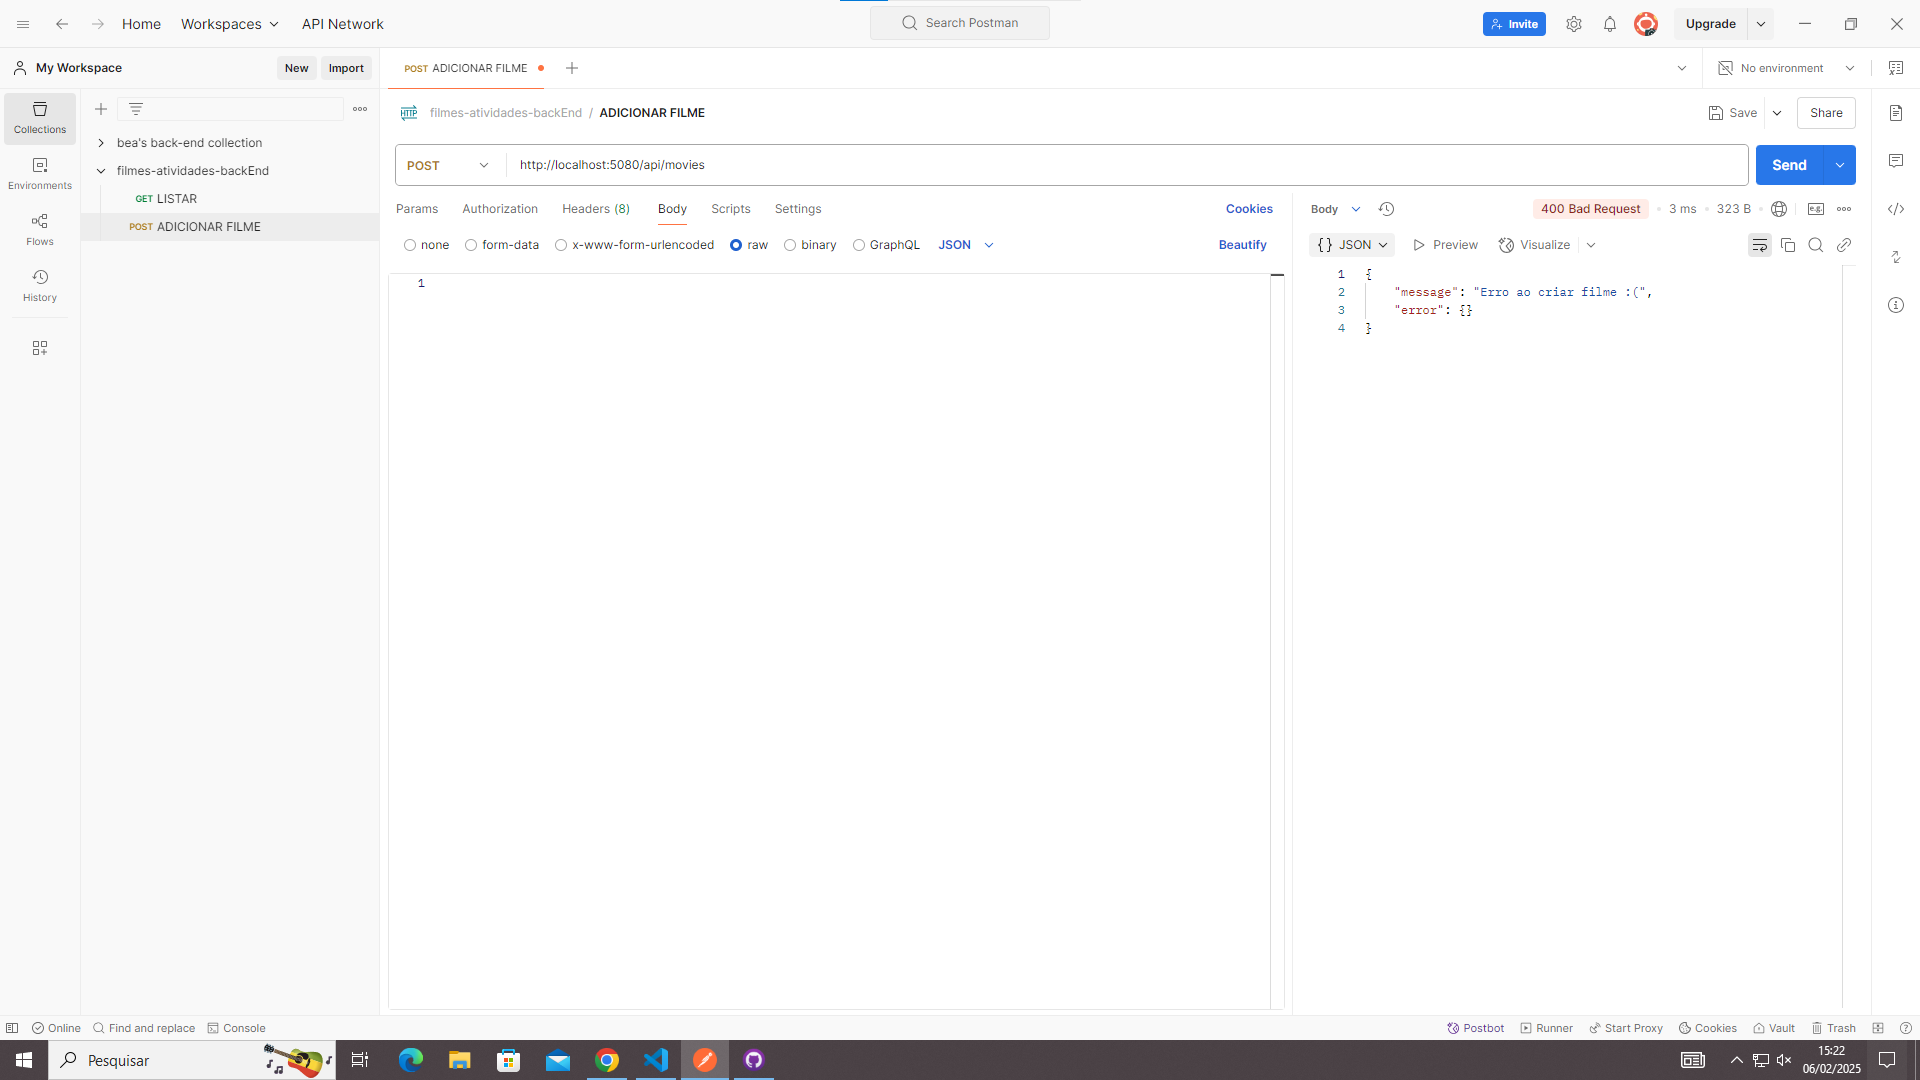 Home
Workspaces
API Network
Search Postman
Invite
Upgrade
My Workspace
New
Import
POST ADICIONAR FILME
No environment
Collections
Environments
Flows
History
bea's back-end collection
filmes-atividades-backEnd
GET LISTAR
POST ADICIONAR FILME
HTTP filmes-atividades-backEnd / ADICIONAR FILME
Save
Share
POST
http://localhost:5080/api/movies
Send
Params
Authorization
Headers (8)
Body
Scripts
Settings
Cookies
none
form-data
x-www-form-urlencoded
raw
binary
GraphQL
JSON
Beautify
1
Body
400 Bad Request • 3 ms • 323 B
e.g.
{} JSON
Preview
Visualize
1 {
2 "message": "Erro ao criar filme :(",
3 "error": {}
4 }
Online
Find and replace
Console
Postbot
Runner
Start Proxy
Cookies
Vault
Trash
Pesquisar
15:22
06/02/2025